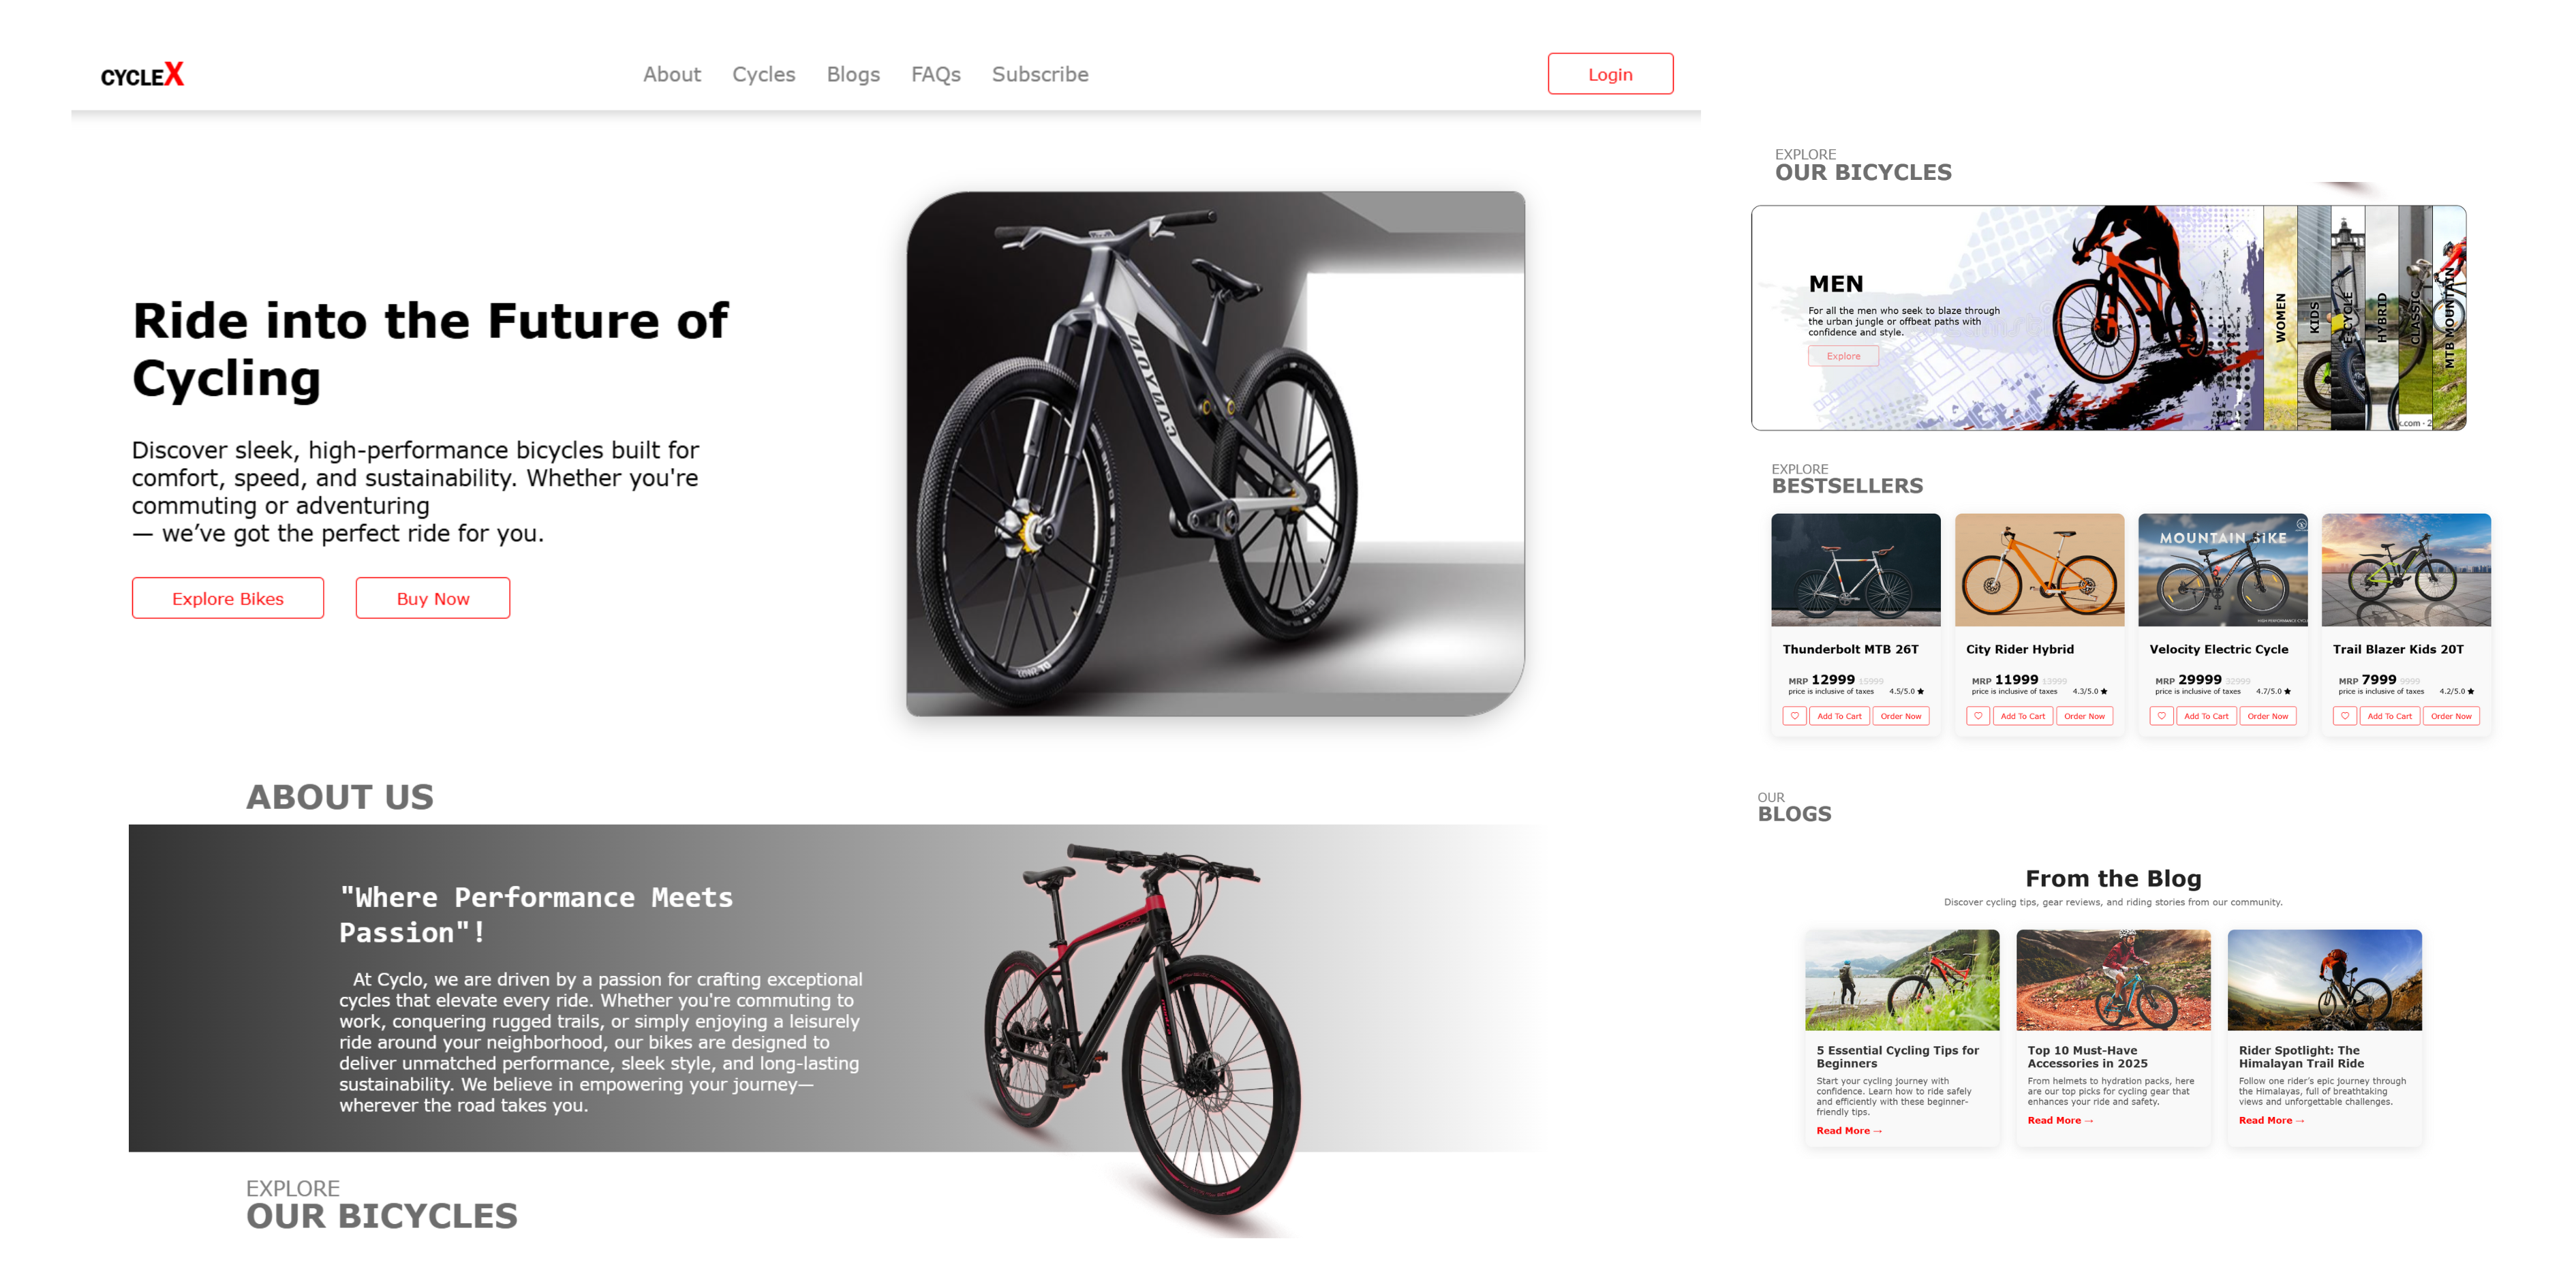 CYCLEX
About Cycles Blogs FAQs Subscribe
Login
Ride into the Future of
Cycling
Discover sleek, high-performance bicycles built for
comfort, speed, and sustainability. Whether you're
commuting or adventuring
— we’ve got the perfect ride for you.
Explore Bikes Buy Now
CANYON
ABOUT US
"Where Performance Meets
Passion"!
At Cyclo, we are driven by a passion for crafting exceptional
cycles that elevate every ride. Whether you're commuting to
work, conquering rugged trails, or simply enjoying a leisurely
ride around your neighborhood, our bikes are designed to
deliver unmatched performance, sleek style, and long-lasting
sustainability. We believe in empowering your journey—
wherever the road takes you.
EXPLORE
OUR BICYCLES
EXPLORE
OUR BICYCLES
MEN
For all the men who seek to blaze through
the urban jungle or offbeat paths with
confidence and style.
Explore
WOMEN
KIDS
E-CYCLE
HYBRID
CLASSIC
MTB MOUNTAIN
EXPLORE
BESTSELLERS
MOUNTAIN BIKE
Thunderbolt MTB 26T
MRP 12999 15999
price is inclusive of taxes 4.5/5.0 ★
♡ Add To Cart Order Now
City Rider Hybrid
MRP 11999 13999
price is inclusive of taxes 4.3/5.0 ★
♡ Add To Cart Order Now
Velocity Electric Cycle
MRP 29999 32999
price is inclusive of taxes 4.7/5.0 ★
♡ Add To Cart Order Now
Trail Blazer Kids 20T
MRP 7999 9999
price is inclusive of taxes 4.2/5.0 ★
♡ Add To Cart Order Now
OUR
BLOGS
From the Blog
Discover cycling tips, gear reviews, and riding stories from our community.
5 Essential Cycling Tips for
Beginners
Start your cycling journey with
confidence. Learn how to ride safely
and efficiently with these beginner-
friendly tips.
Read More →
Top 10 Must-Have
Accessories in 2025
From helmets to hydration packs, here
are our top picks for cycling gear that
enhances your ride and safety.
Read More →
Rider Spotlight: The
Himalayan Trail Ride
Follow one rider’s epic journey through
the Himalayas, full of breathtaking
views and unforgettable challenges.
Read More →